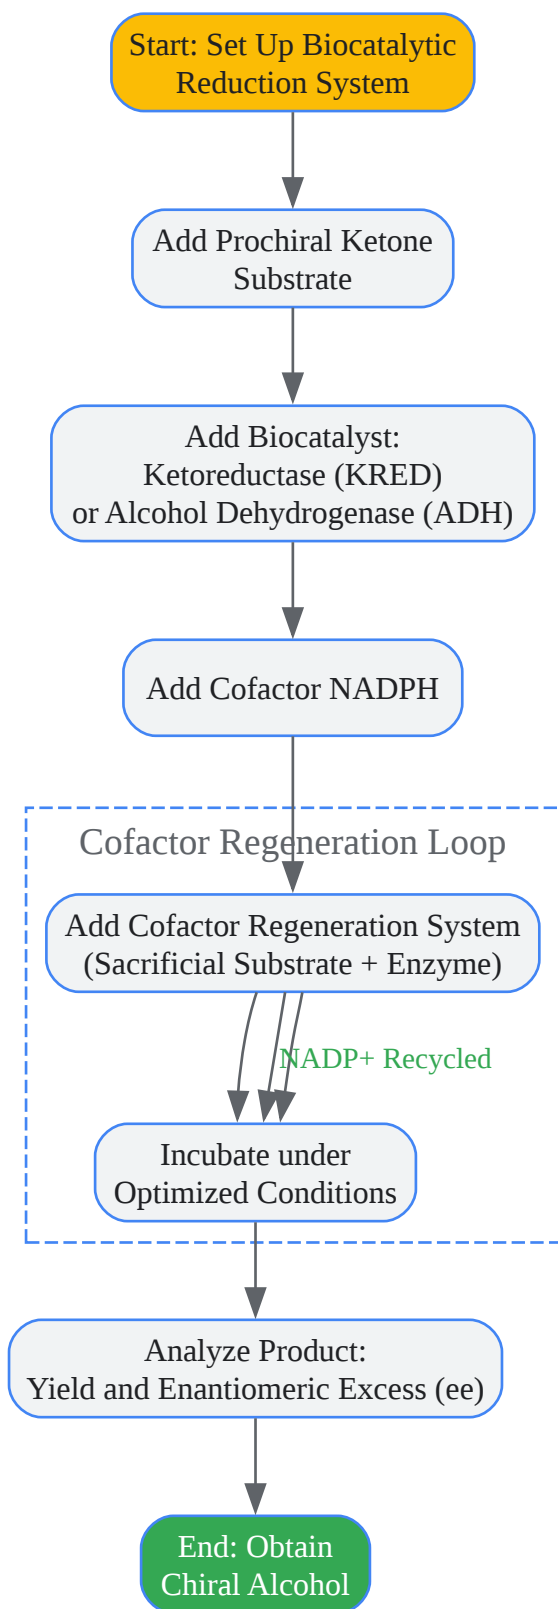 Start: Set Up Biocatalytic
Reduction System
Add Prochiral Ketone
Substrate
Add Biocatalyst:
Ketoreductase (KRED)
or Alcohol Dehydrogenase (ADH)
Add Cofactor NADPH
Cofactor Regeneration Loop
Add Cofactor Regeneration System
(Sacrificial Substrate + Enzyme)
NADP+ Recycled
Incubate under
Optimized Conditions
Analyze Product:
Yield and Enantiomeric Excess (ee)
End: Obtain
Chiral Alcohol